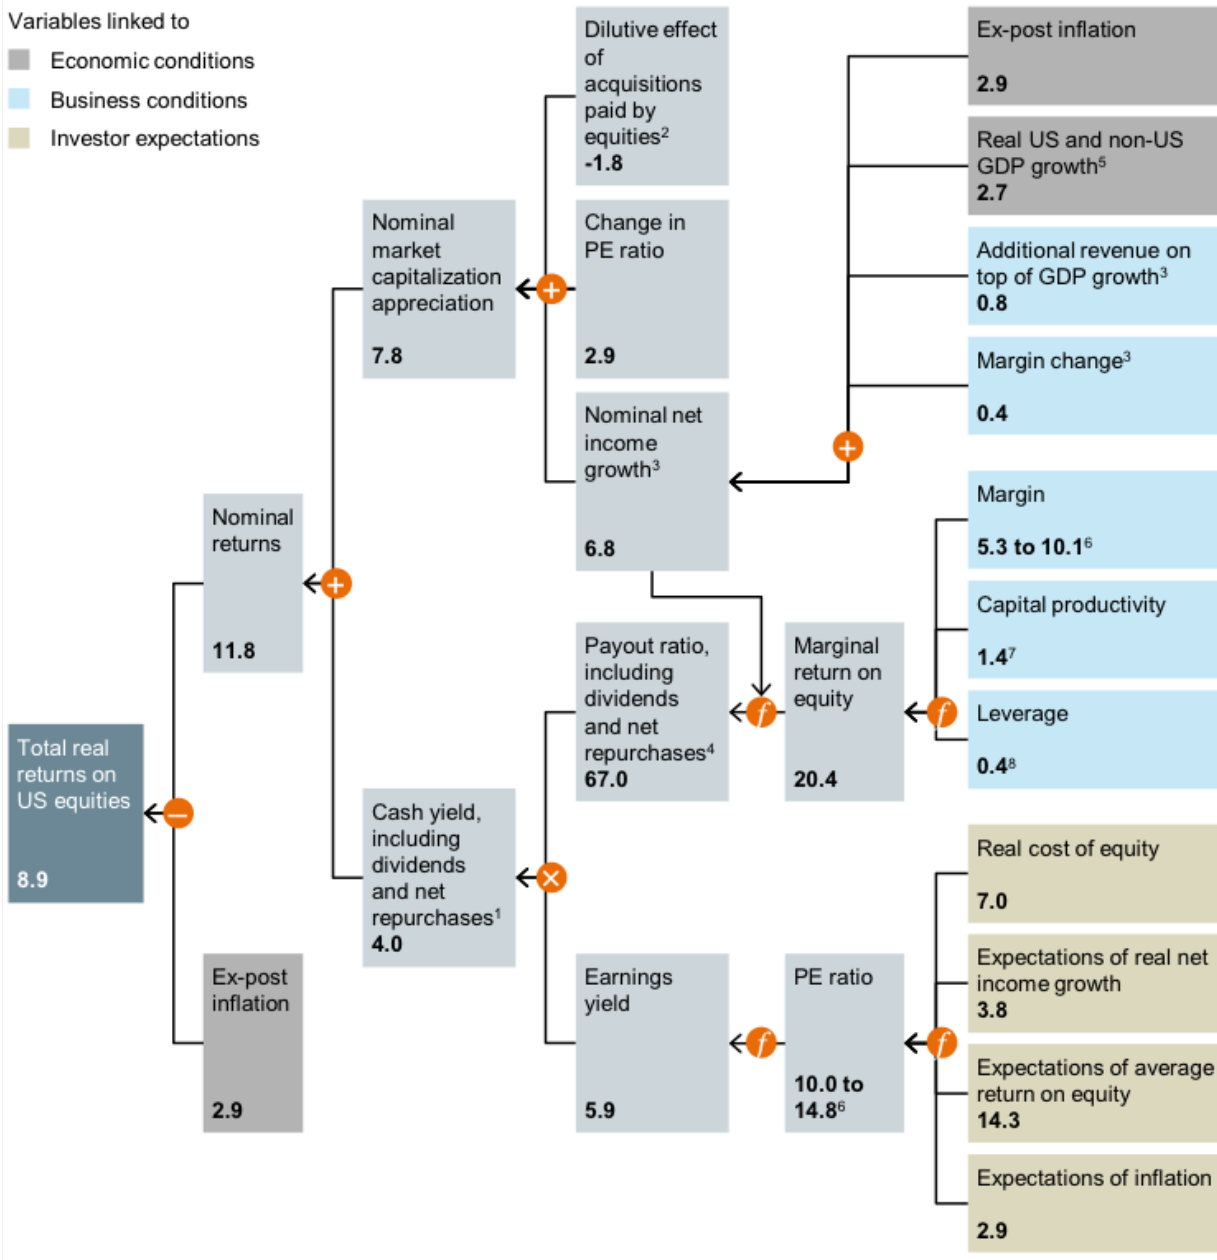 Variables linked to
Economic conditions
Business conditions
Investor expectations
Total real
returns on
US equities
8.9
−
Nominal
returns
11.8
Ex-post
inflation
2.9
+
Nominal
market
capitalization
appreciation
7.8
Cash yield,
including
dividends
and net
repurchases¹
4.0
+
Dilutive effect
of
acquisitions
paid by
equities²
-1.8
Change in
PE ratio
2.9
Nominal net
income
growth³
6.8
×
Payout ratio,
including
dividends
and net
repurchases⁴
67.0
Earnings
yield
5.9
f
Marginal
return on
equity
20.4
f
PE ratio
10.0 to
14.8⁶
+
Ex-post inflation
2.9
Real US and non-US
GDP growth⁵
2.7
Additional revenue on
top of GDP growth³
0.8
Margin change³
0.4
f
Margin
5.3 to 10.1⁶
Capital productivity
1.4⁷
Leverage
0.4⁸
f
Real cost of equity
7.0
Expectations of real net
income growth
3.8
Expectations of average
return on equity
14.3
Expectations of inflation
2.9